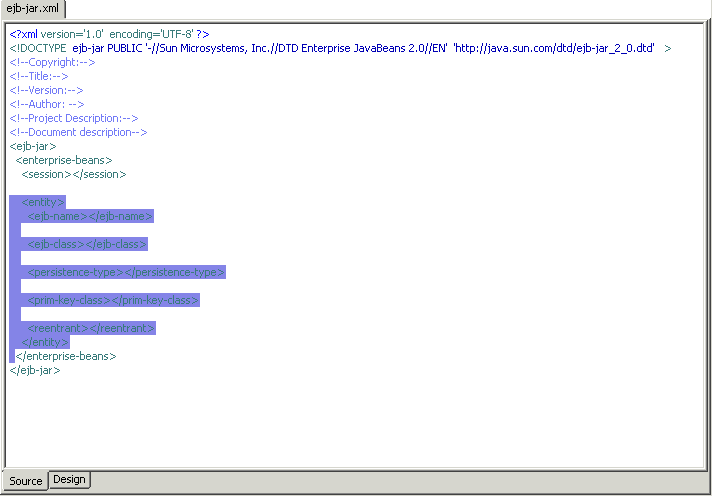 ejb-jar.xml
<?xml version='1.0' encoding='UTF-8' ?>
<!DOCTYPE ejb-jar PUBLIC '-//Sun Microsystems, Inc.//DTD Enterprise JavaBeans 2.0//EN' 'http://java.sun.com/dtd/ejb-jar_2_0.dtd' >
<!--Copyright:-->
<!--Title:-->
<!--Version:-->
<!--Author: -->
<!--Project Description:-->
<!--Document description-->
<ejb-jar>
<enterprise-beans>
<session></session>
<entity>
<ejb-name></ejb-name>
<ejb-class></ejb-class>
<persistence-type></persistence-type>
<prim-key-class></prim-key-class>
<reentrant></reentrant>
</entity>
</enterprise-beans>
</ejb-jar>
Source Design